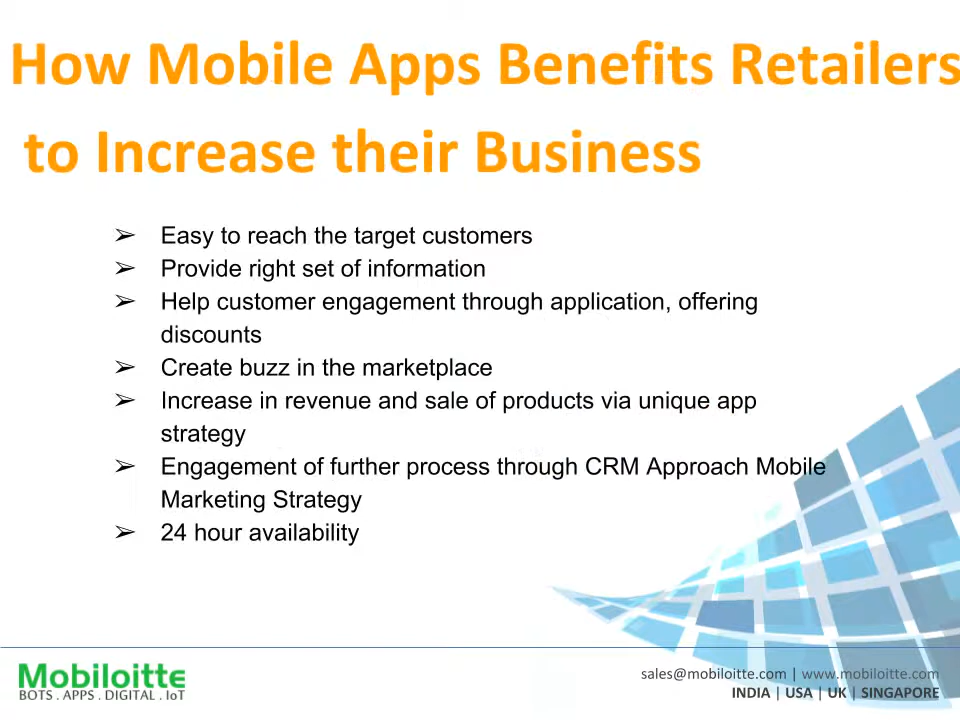 How Mobile Apps Benefits Retailers
to Increase their Business
➢ Easy to reach the target customers
➢ Provide right set of information
➢ Help customer engagement through application, offering
discounts
➢ Create buzz in the marketplace
➢ Increase in revenue and sale of products via unique app
strategy
➢ Engagement of further process through CRM Approach Mobile
Marketing Strategy
➢ 24 hour availability
Mobiloitte
BOTS . APPS . DIGITAL . IoT
sales@mobiloitte.com | www.mobiloitte.com
INDIA | USA | UK | SINGAPORE